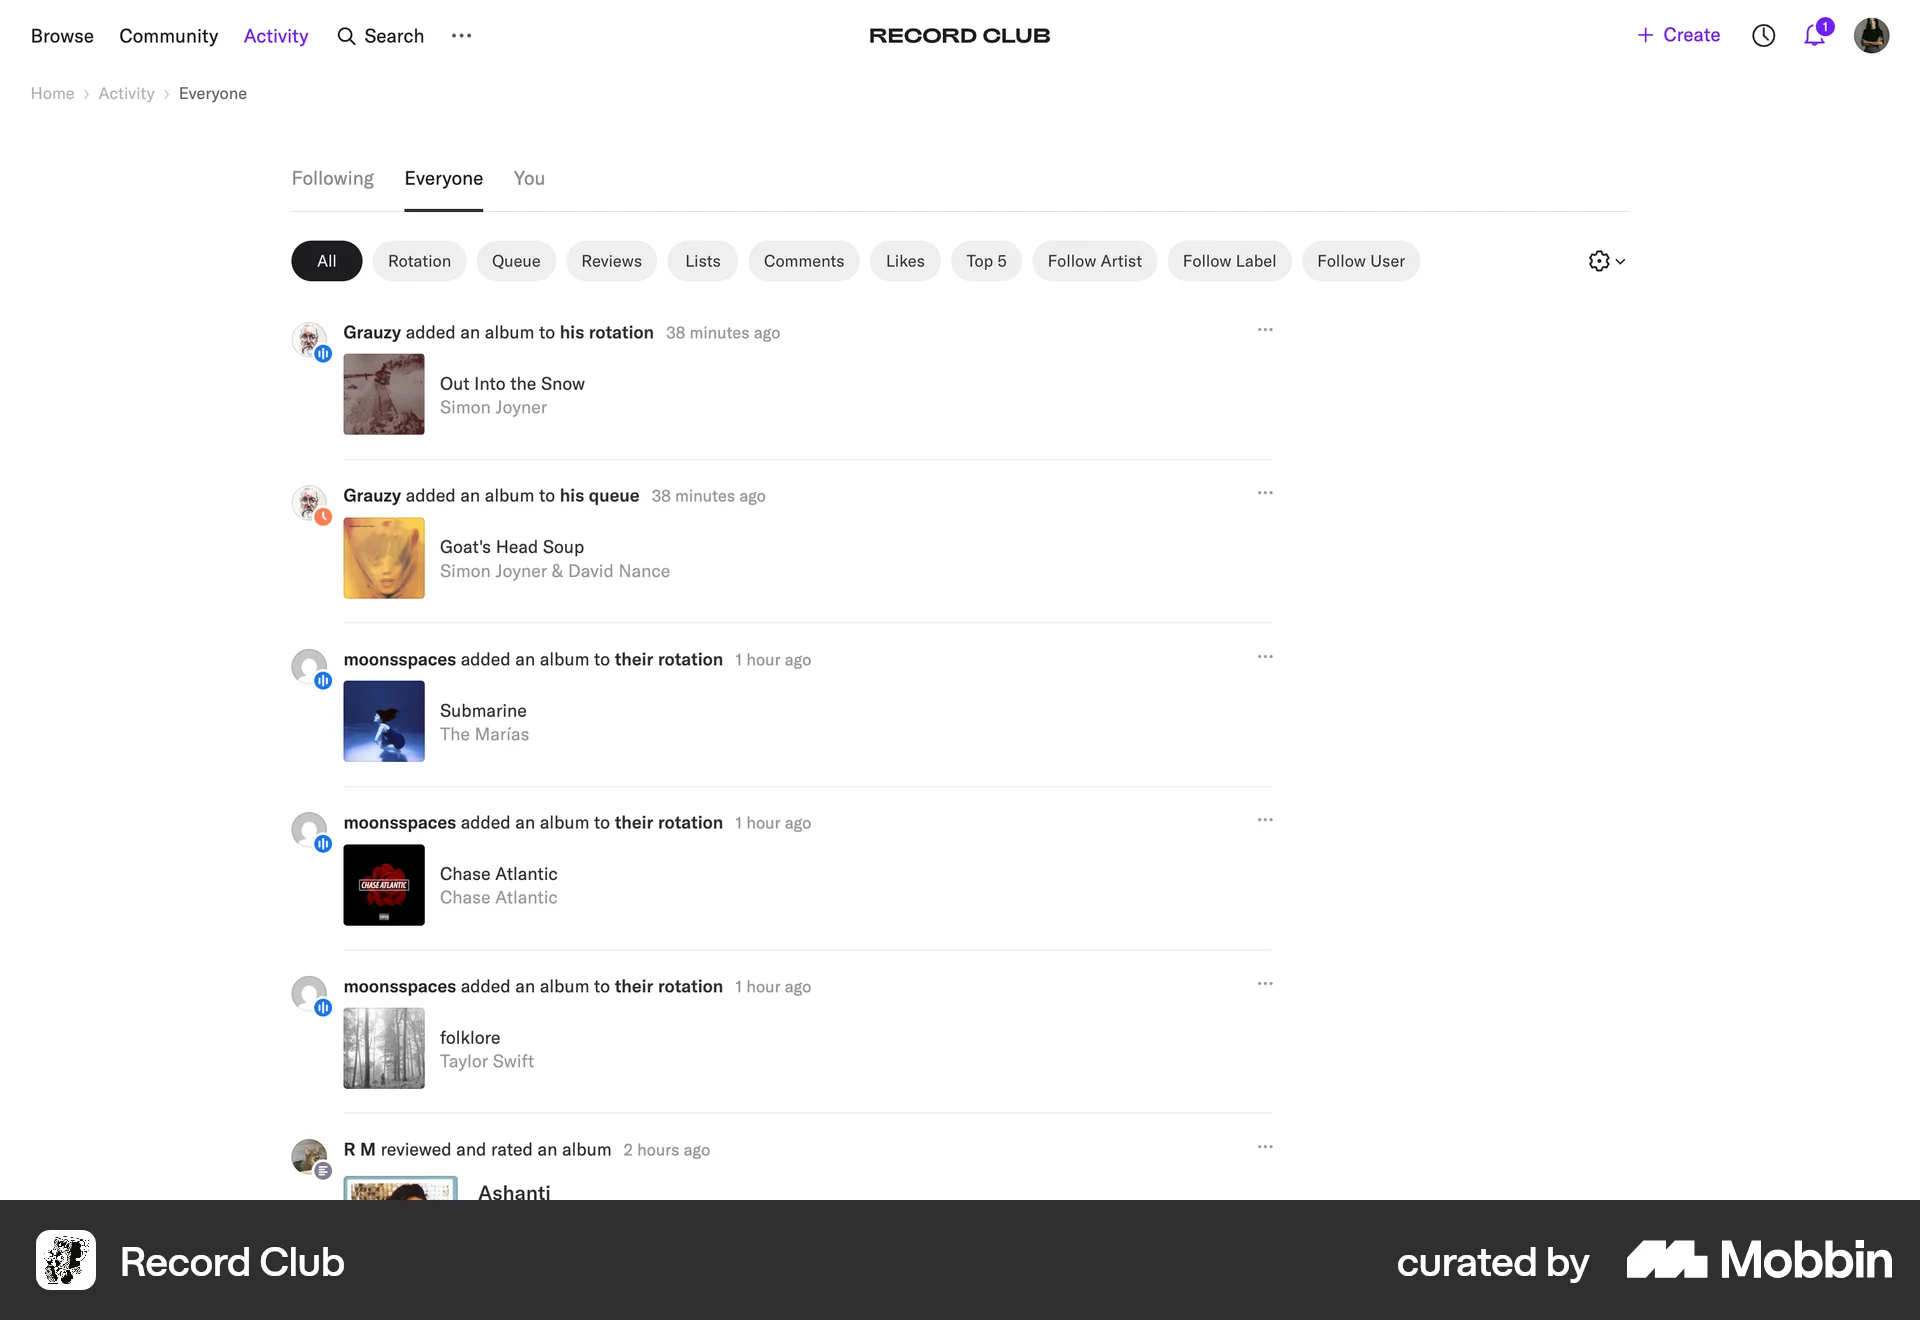 Browse Community Activity Search ··· RECORD CLUB + Create 1
Home › Activity › Everyone
Following Everyone You
All Rotation Queue Reviews Lists Comments Likes Top 5 Follow Artist Follow Label Follow User
Grauzy added an album to his rotation 38 minutes ago
Out Into the Snow
Simon Joyner
Grauzy added an album to his queue 38 minutes ago
Goat's Head Soup
Simon Joyner & David Nance
moonsspaces added an album to their rotation 1 hour ago
Submarine
The Marías
moonsspaces added an album to their rotation 1 hour ago
CHASE ATLANTIC
Chase Atlantic
Chase Atlantic
moonsspaces added an album to their rotation 1 hour ago
folklore
Taylor Swift
R M reviewed and rated an album 2 hours ago
Ashanti
Record Club curated by Mobbin